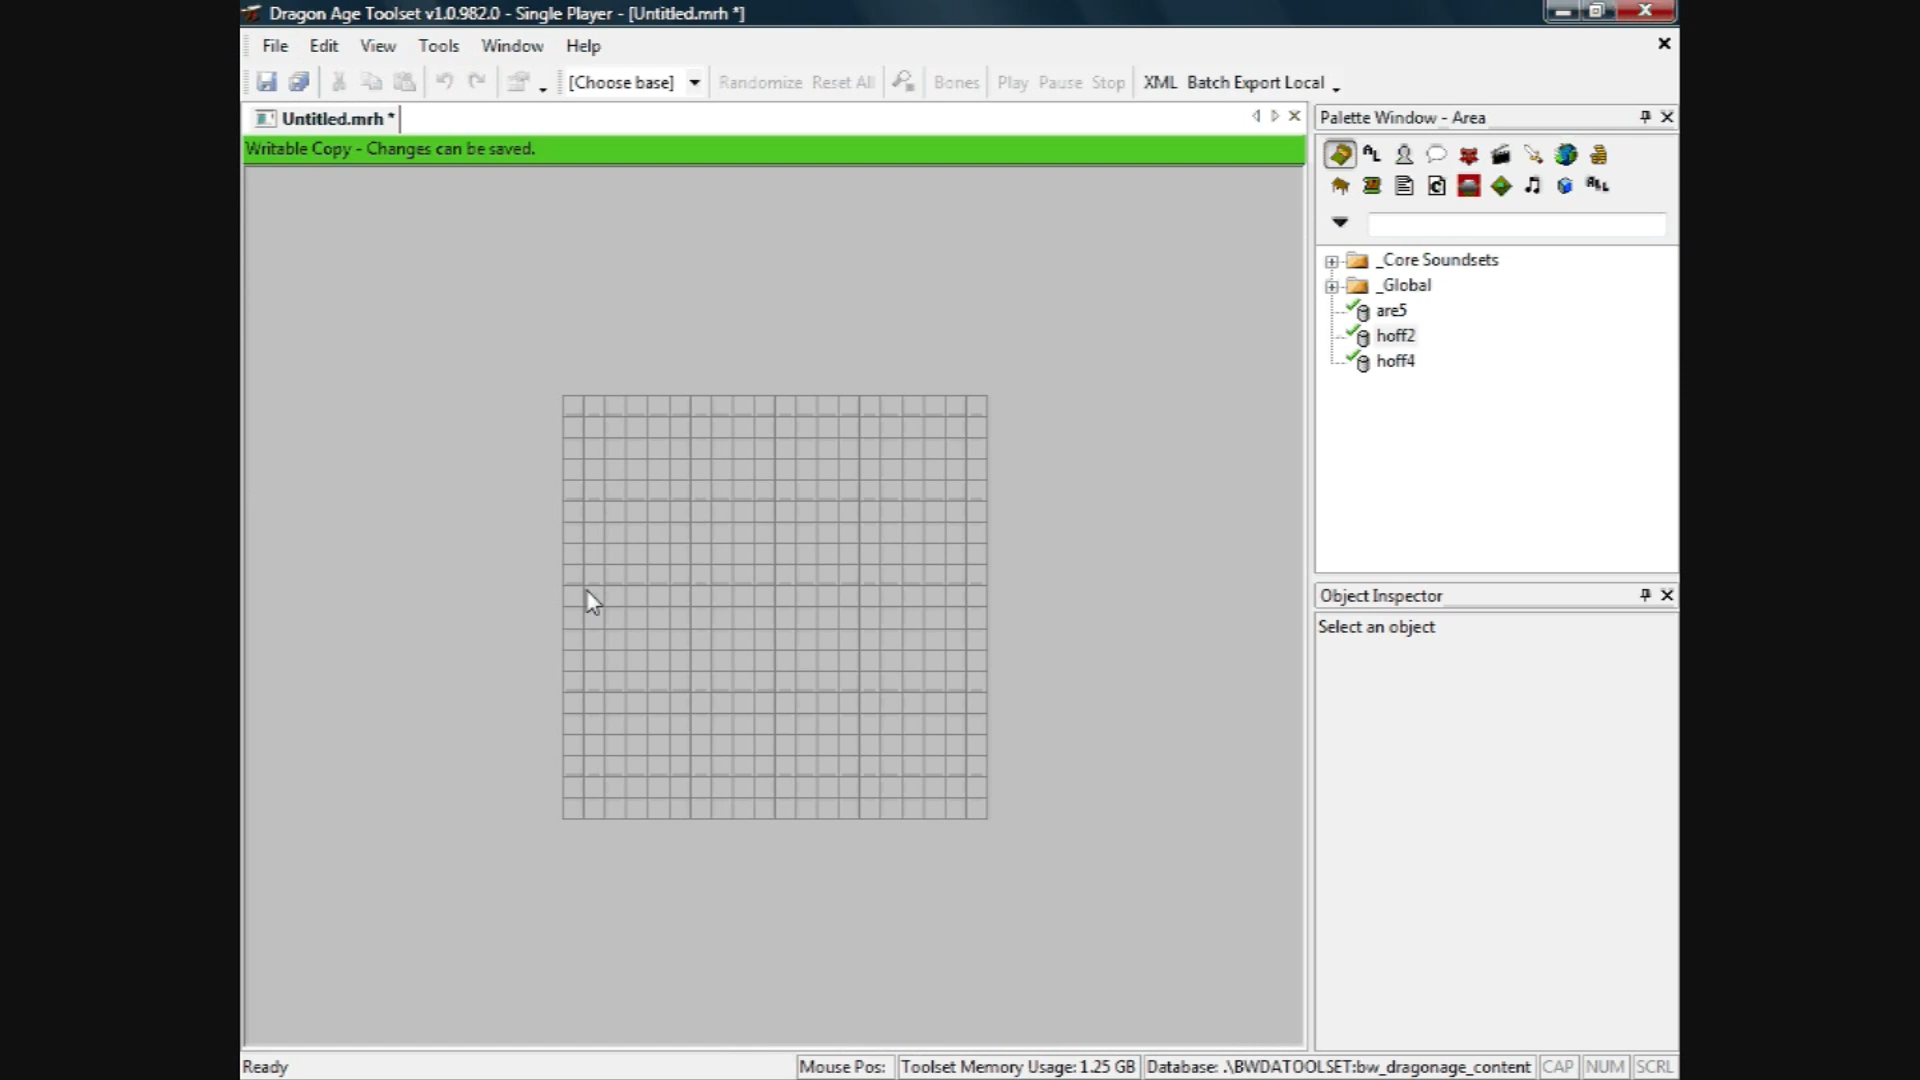 Dragon Age Toolset v1.0.982.0 - Single Player - [Untitled.mrh *]
File Edit View Tools Window Help
[Choose base] Randomize Reset All Bones Play Pause Stop XML Batch Export Local
Untitled.mrh *
Writable Copy - Changes can be saved.
Palette Window - Area
_Core Soundsets
_Global
are5
hoff2
hoff4
Object Inspector
Select an object
Ready
Mouse Pos: Toolset Memory Usage: 1.25 GB Database: .\BWDATOOLSET:bw_dragonage_content CAP NUM SCRL